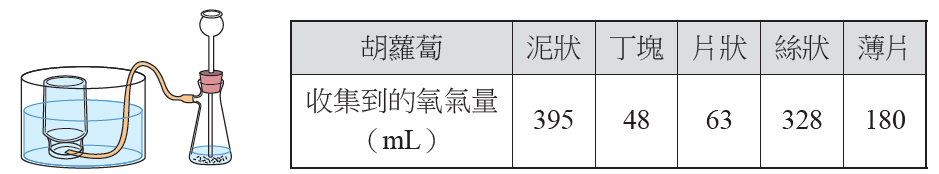 胡蘿蔔 泥狀 丁塊 片狀 絲狀 薄片
收集到的氧氣量
（mL） 395 48 63 328 180